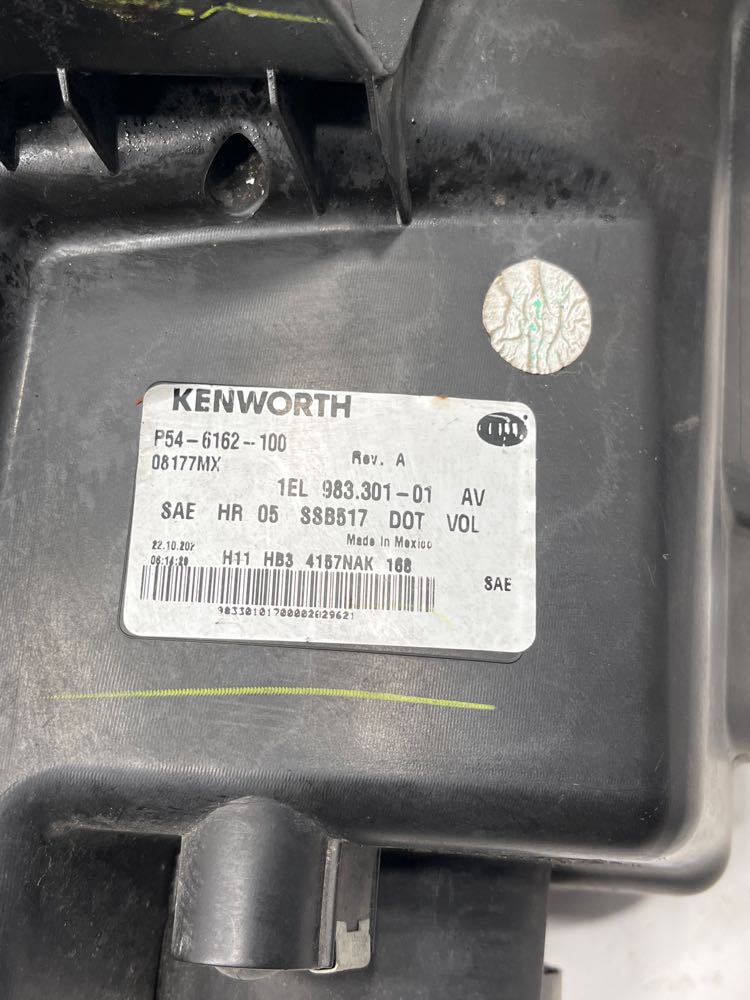 KENWORTH
P54-6162-100
Rev. A
08177MX
1EL 983.301-01 AV
SAE HR 05 SSB517 DOT VOL
Made in Mexico
H11 HB3 4157NAK 168
SAE